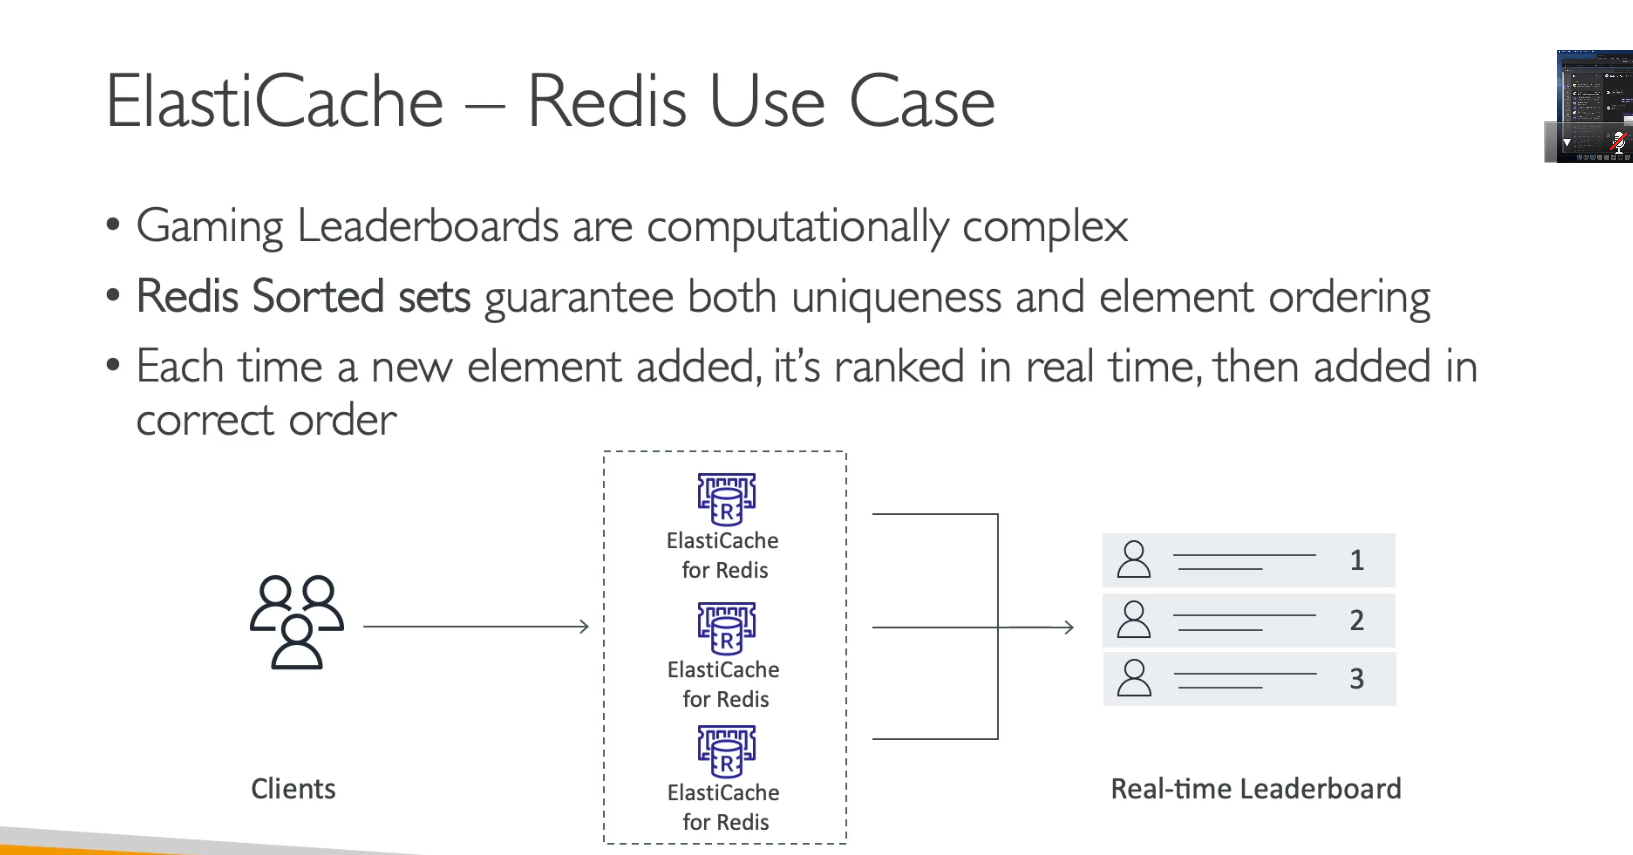 ElastiCache – Redis Use Case
• Gaming Leaderboards are computationally complex
• Redis Sorted sets guarantee both uniqueness and element ordering
• Each time a new element added, it's ranked in real time, then added in
correct order
R
ElastiCache
for Redis
R
ElastiCache
for Redis
R
ElastiCache
for Redis
1
2
3
Clients
Real-time Leaderboard